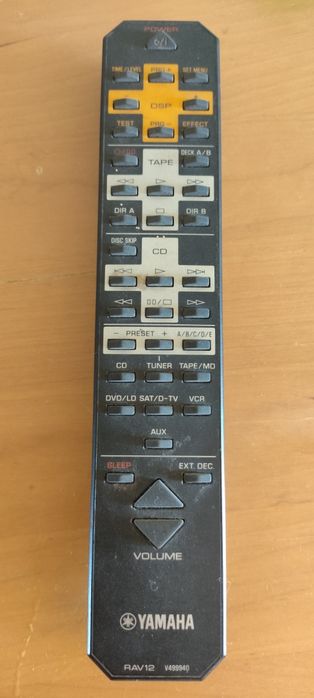 POWER
TIME/LEVEL PRG + SET MENU
− DSP +
TEST PRG − EFFECT
TAPE DECK A/B
DIR A DIR B
DISC SKIP CD
− PRESET + A/B/C/D/E
CD TUNER TAPE/MD
DVD/LD SAT/D-TV VCR
AUX
SLEEP EXT. DEC.
VOLUME
YAMAHA
RAV12 V499940